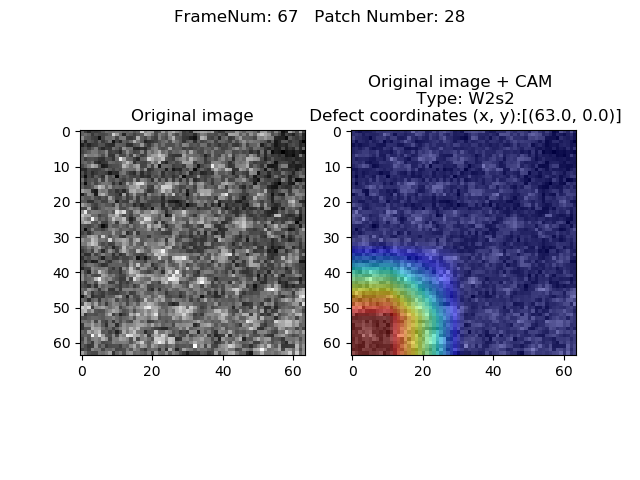 FrameNum: 67   Patch Number: 28
Original image
Original image + CAM
Type: W2s2
Defect coordinates (x, y):[(63.0, 0.0)]
0
10
20
30
40
50
60
0 20 40 60
0
10
20
30
40
50
60
0 20 40 60